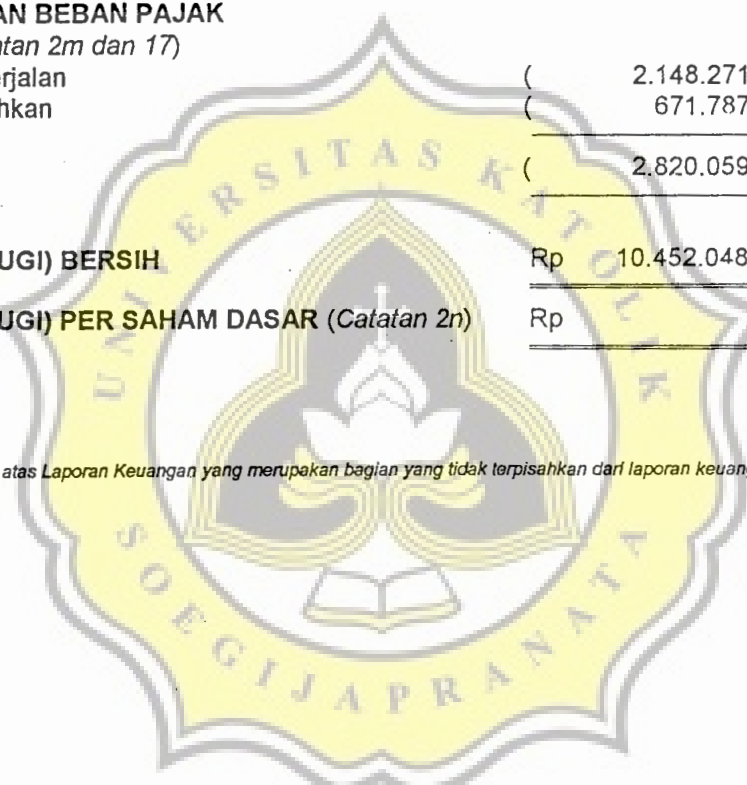 AN BEBAN PAJAK
atan 2m dan 17)
erjalan ( 2.148.271
hkan ( 671.787
( 2.820.059
UGI) BERSIH Rp 10.452.048
UGI) PER SAHAM DASAR (Catatan 2n) Rp
atas Laporan Keuangan yang merupakan bagian yang tidak terpisahkan dari laporan keuang
UNIVERSITAS KATOLIK
SOEGIJAPRANATA